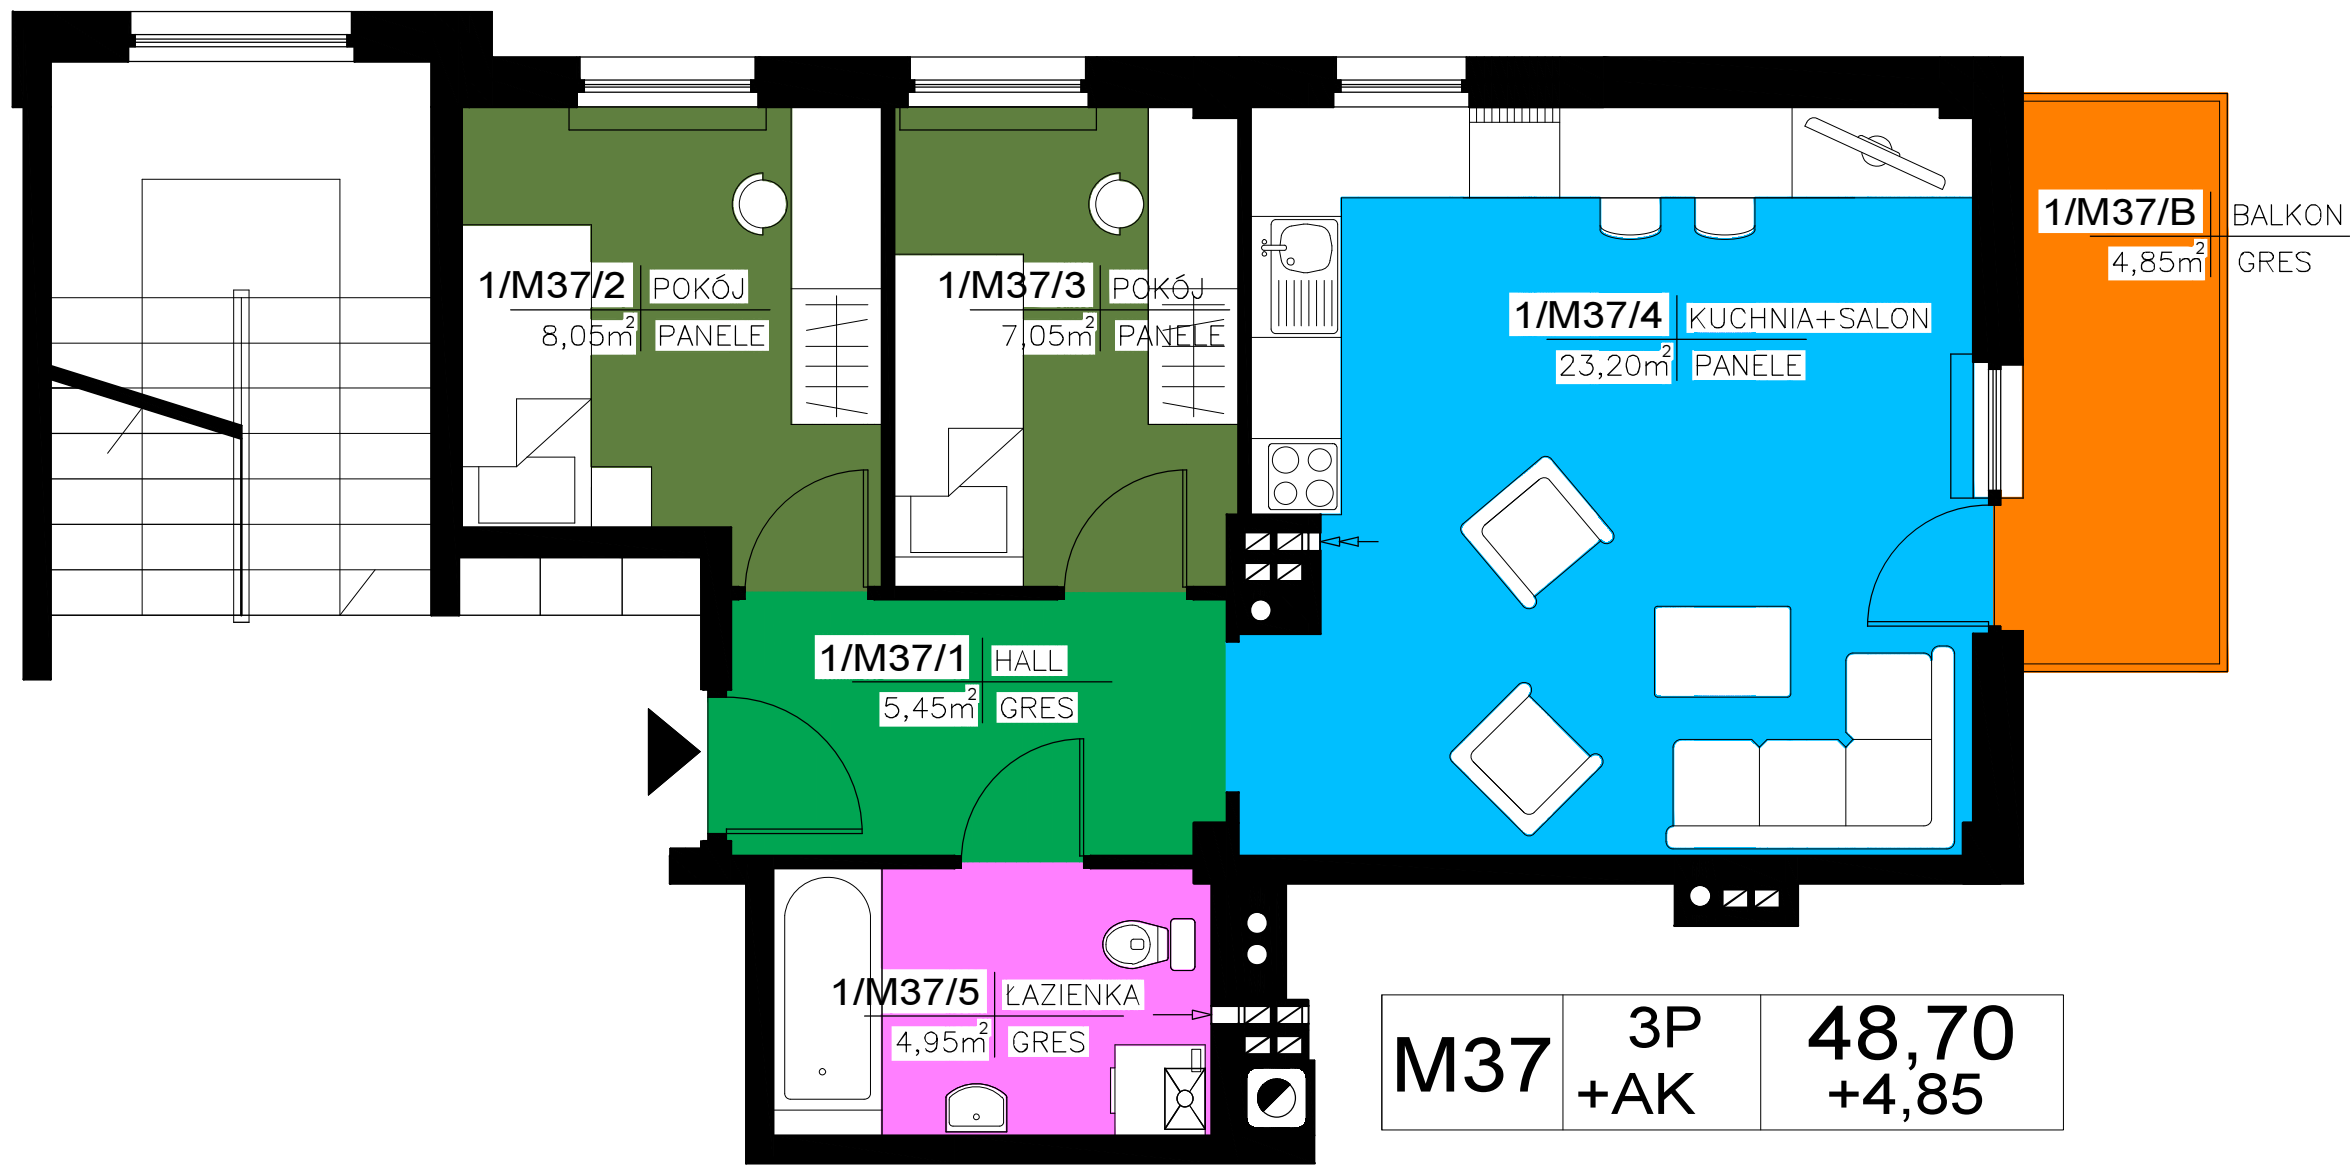 1/M37/B BALKON
4,85m² GRES
1/M37/2 POKÓJ
8,05m² PANELE
1/M37/3 POKÓJ
7,05m² PANELE
1/M37/4 KUCHNIA+SALON
23,20m² PANELE
1/M37/1 HALL
5,45m² GRES
1/M37/5 ŁAZIENKA
4,95m² GRES
M37
3P
+AK
48,70
+4,85